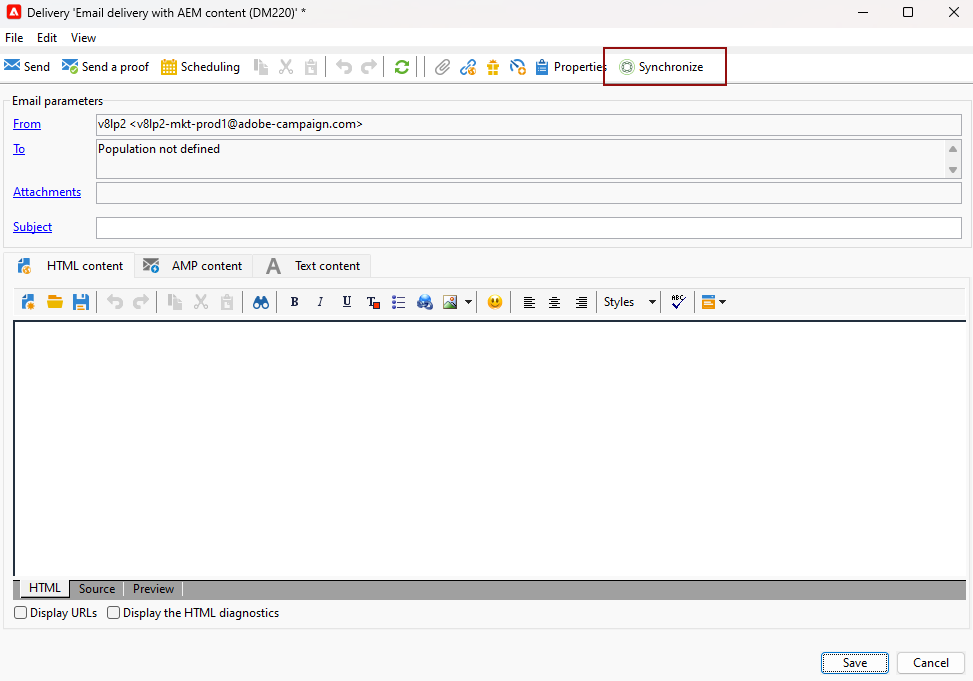 Delivery 'Email delivery with AEM content (DM220)' *
File Edit View
Send Send a proof Scheduling Properties Synchronize
Email parameters
From v8lp2 <v8lp2-mkt-prod1@adobe-campaign.com>
To Population not defined
Attachments
Subject
HTML content AMP content A Text content
B I U T Styles ABC
HTML Source Preview
Display URLs Display the HTML diagnostics
Save Cancel